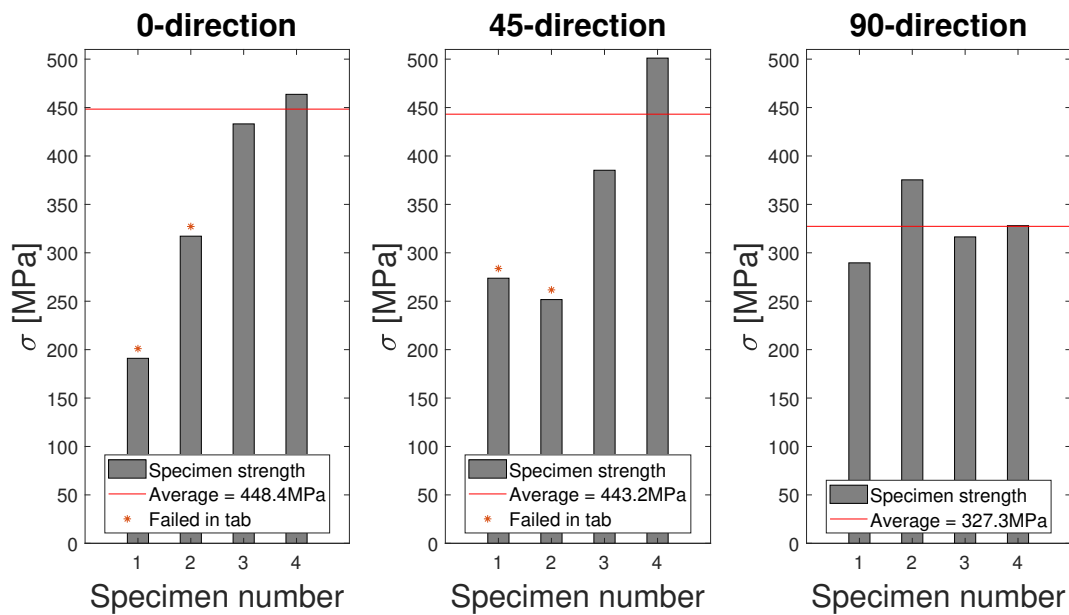 0-direction
σ [MPa]
500
450
400
350
300
250
200
150
100
50
0
Specimen strength
Average = 448.4MPa
Failed in tab
1 2 3 4
Specimen number
45-direction
σ [MPa]
500
450
400
350
300
250
200
150
100
50
0
Specimen strength
Average = 443.2MPa
Failed in tab
1 2 3 4
Specimen number
90-direction
σ [MPa]
500
450
400
350
300
250
200
150
100
50
0
Specimen strength
Average = 327.3MPa
1 2 3 4
Specimen number